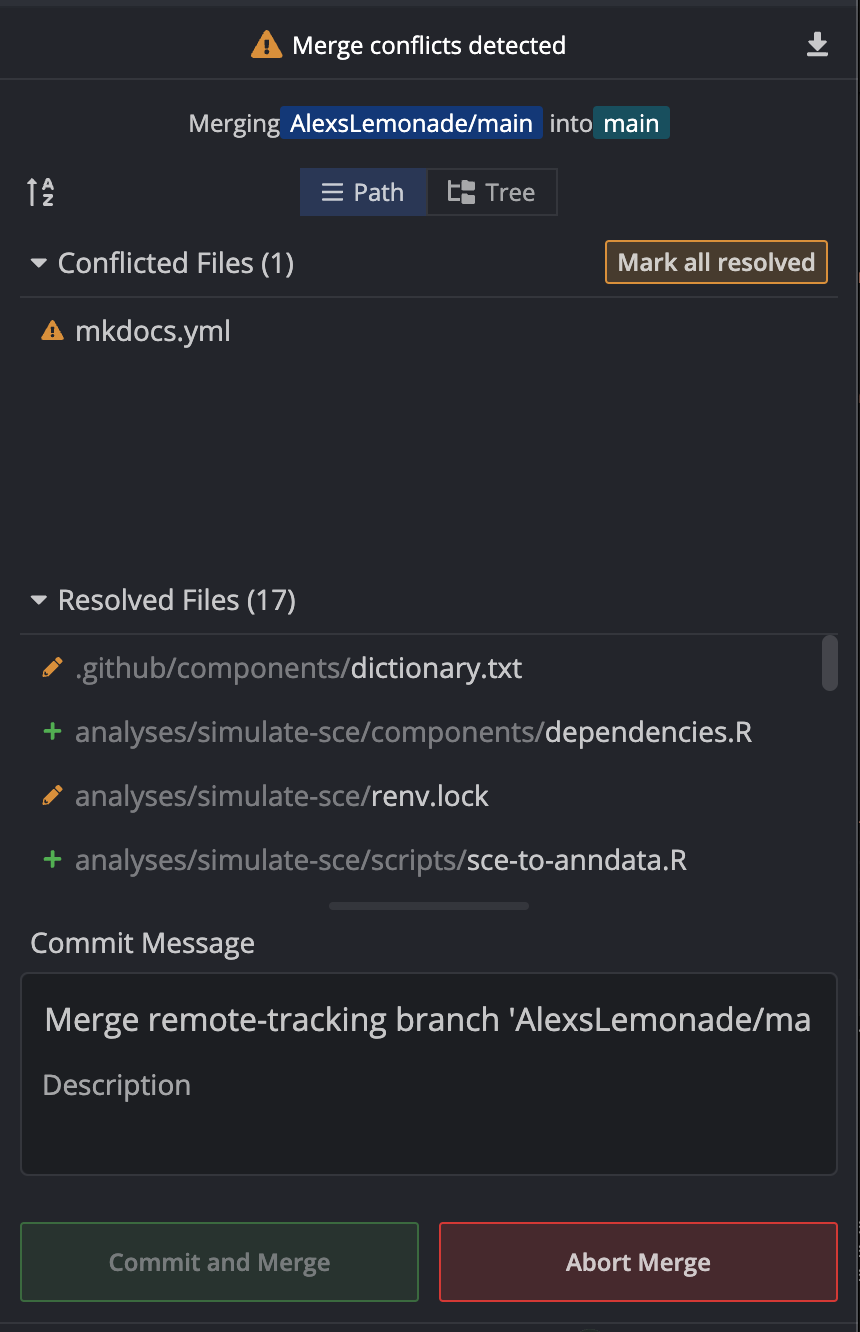 Merge conflicts detected
Merging AlexsLemonade/main into main
A Z Path Tree
Conflicted Files (1) Mark all resolved
mkdocs.yml
Resolved Files (17)
.github/components/dictionary.txt
analyses/simulate-sce/components/dependencies.R
analyses/simulate-sce/renv.lock
analyses/simulate-sce/scripts/sce-to-anndata.R
Commit Message
Merge remote-tracking branch 'AlexsLemonade/ma
Description
Commit and Merge Abort Merge